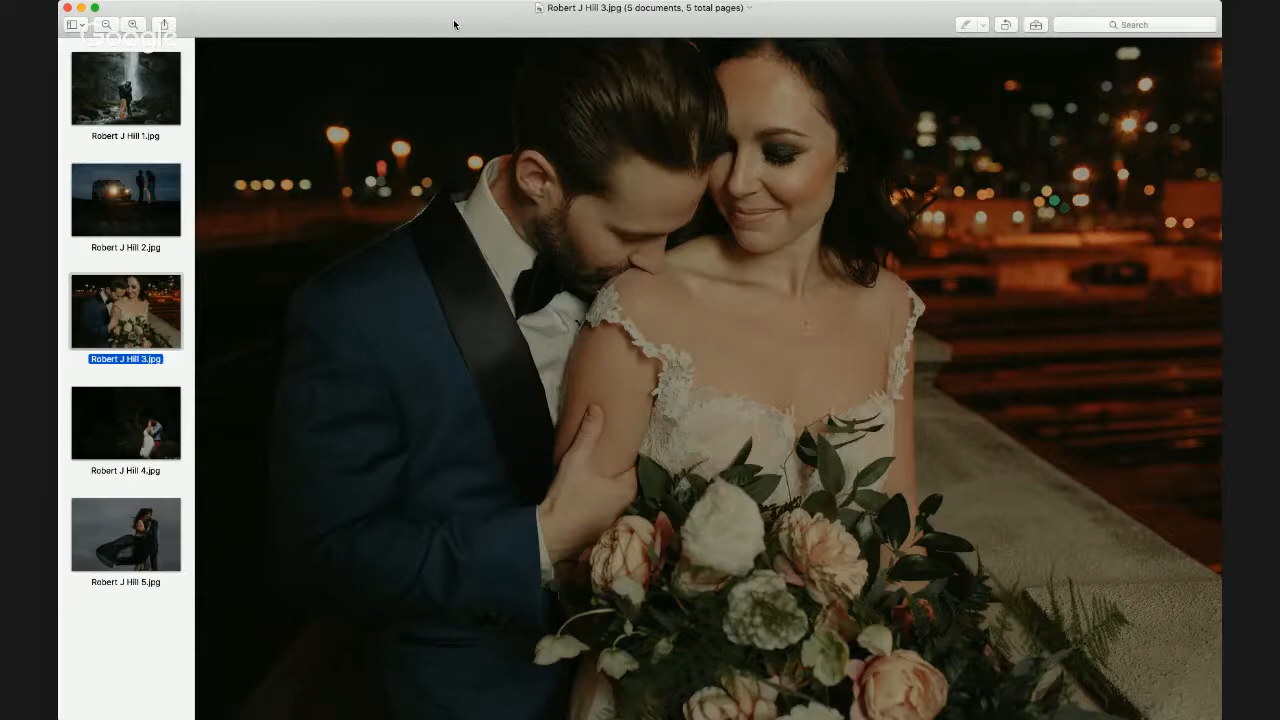 Robert J Hill 3.jpg (5 documents, 5 total pages)
Google
Search
Robert J Hill 1.jpg
Robert J Hill 2.jpg
Robert J Hill 3.jpg
Robert J Hill 4.jpg
Robert J Hill 5.jpg